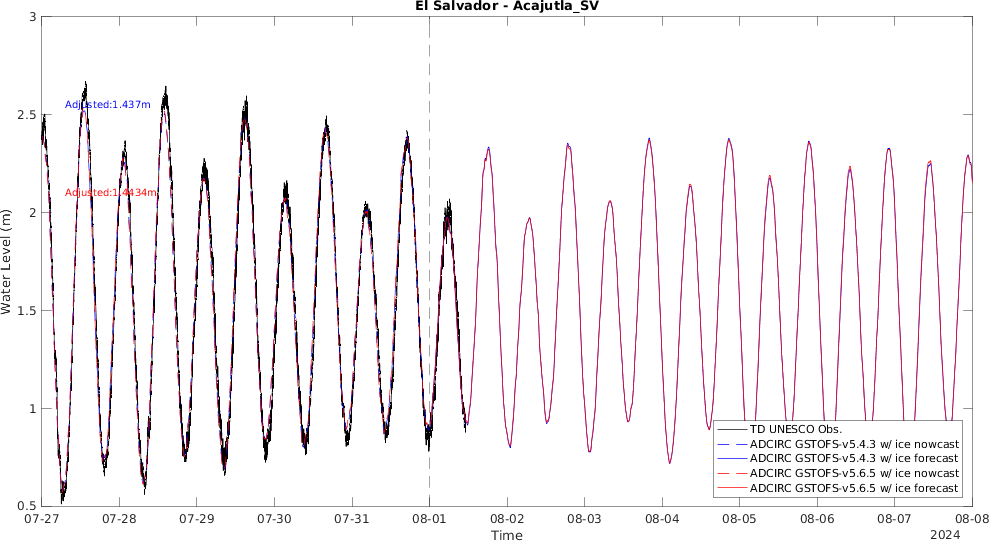 El Salvador - Acajutla_SV
3
2.5
2
1.5
1
0.5
Water Level (m)
Adjusted:1.437m
Adjusted:1.4434m
TD UNESCO Obs.
ADCIRC GSTOFS-v5.4.3 w/ ice nowcast
ADCIRC GSTOFS-v5.4.3 w/ ice forecast
ADCIRC GSTOFS-v5.6.5 w/ ice nowcast
ADCIRC GSTOFS-v5.6.5 w/ ice forecast
07-27 07-28 07-29 07-30 07-31 08-01 08-02 08-03 08-04 08-05 08-06 08-07 08-08
Time
2024